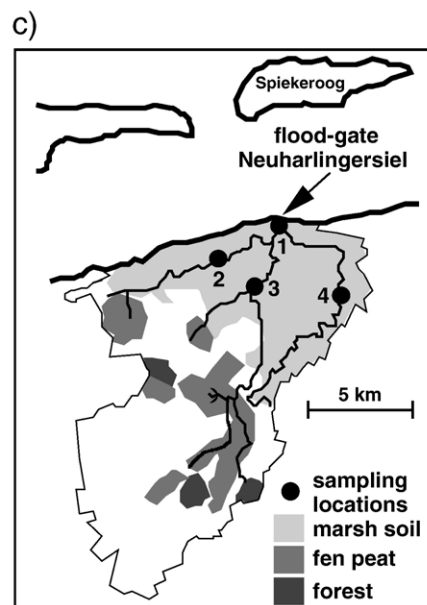 c)
Spiekeroog
flood-gate
Neuharlingersiel
1
2
3
4
5 km
sampling
locations
marsh soil
fen peat
forest